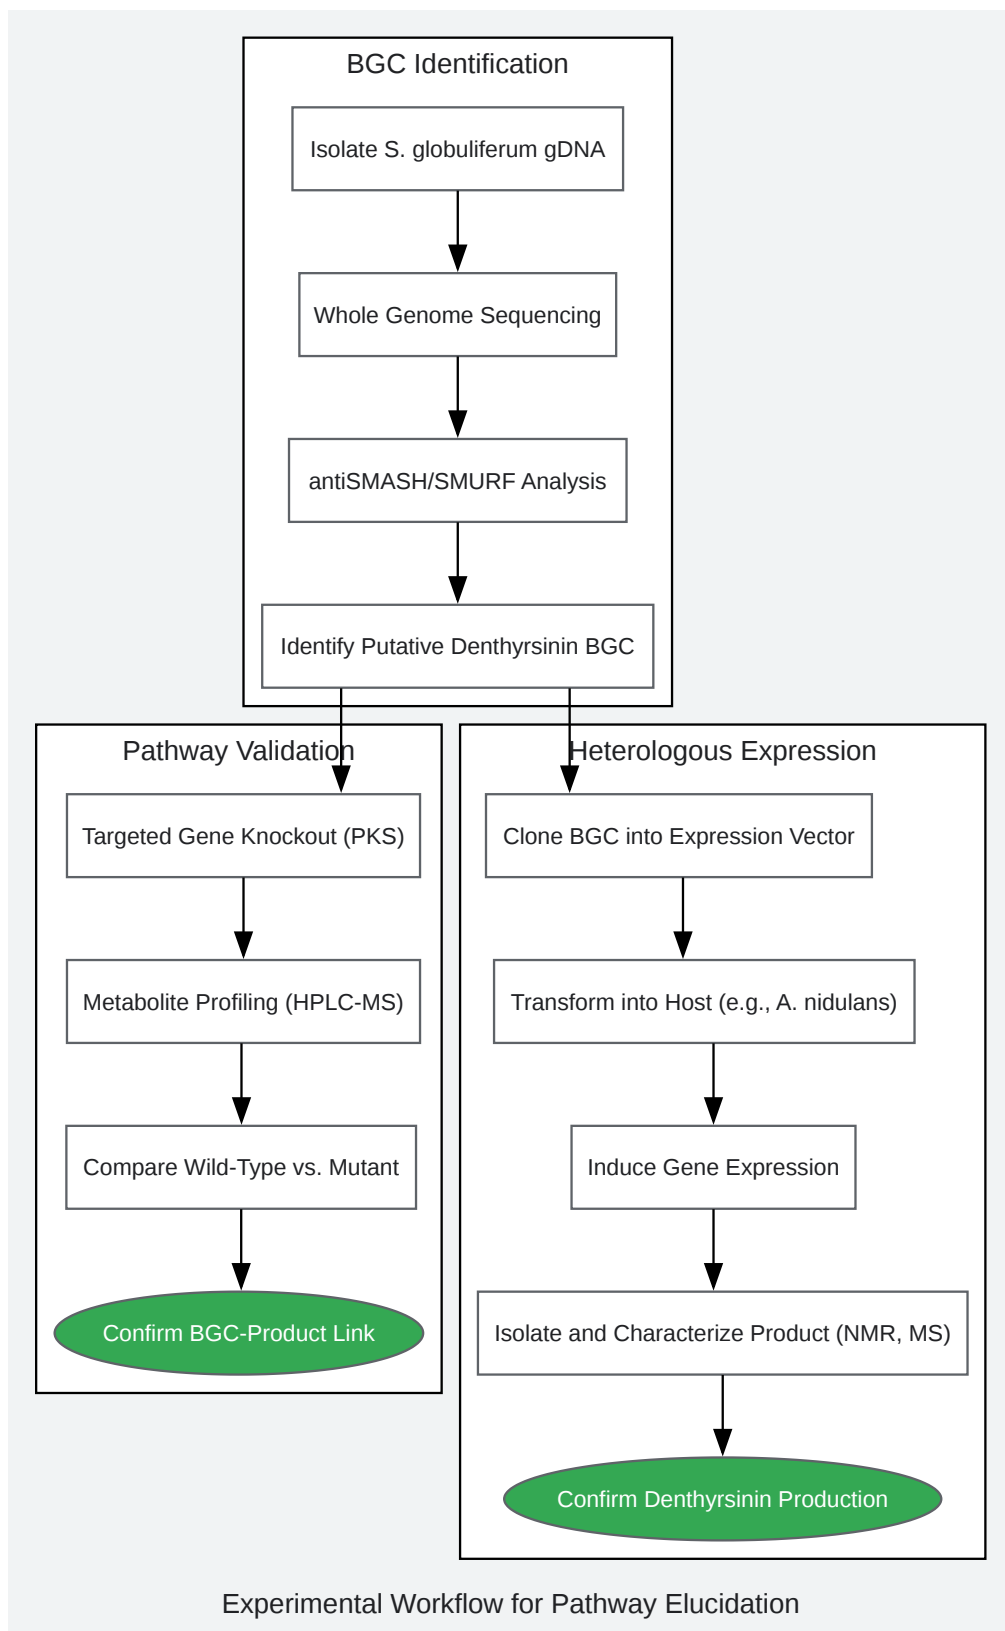 BGC Identification
Isolate S. globuliferum gDNA
Whole Genome Sequencing
antiSMASH/SMURF Analysis
Identify Putative Denthyrsinin BGC
Pathway Validation
Targeted Gene Knockout (PKS)
Metabolite Profiling (HPLC-MS)
Compare Wild-Type vs. Mutant
Confirm BGC-Product Link
Heterologous Expression
Clone BGC into Expression Vector
Transform into Host (e.g., A. nidulans)
Induce Gene Expression
Isolate and Characterize Product (NMR, MS)
Confirm Denthyrsinin Production
Experimental Workflow for Pathway Elucidation